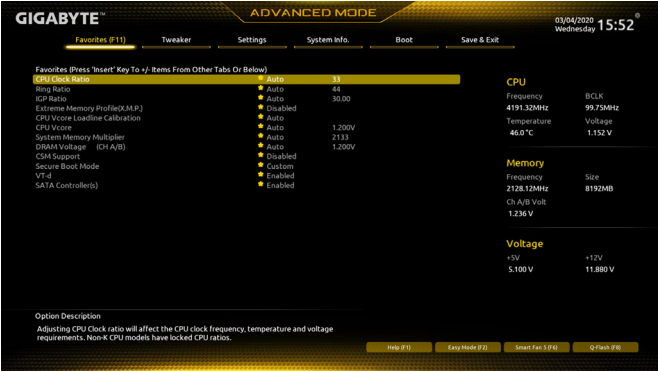 GIGABYTE™
ADVANCED MODE
03/04/2020
Wednesday 15:52
Favorites (F11) Tweaker Settings System Info. Boot Save & Exit
Favorites (Press 'Insert' Key To +/- Items From Other Tabs Or Below)
CPU Clock Ratio Auto 33
Ring Ratio Auto 44
IGP Ratio Auto 30.00
Extreme Memory Profile(X.M.P.) Disabled
CPU Vcore Loadline Calibration Auto
CPU Vcore Auto 1.200V
System Memory Multiplier Auto 2133
DRAM Voltage (CH A/B) Auto 1.200V
CSM Support Disabled
Secure Boot Mode Custom
VT-d Enabled
SATA Controller(s) Enabled
CPU
Frequency BCLK
4191.32MHz 99.75MHz
Temperature Voltage
46.0°C 1.152 V
Memory
Frequency Size
2128.12MHz 8192MB
Ch A/B Volt
1.236 V
Voltage
+5V +12V
5.100 V 11.880 V
Option Description
Adjusting CPU Clock ratio will affect the CPU clock frequency, temperature and voltage
requirements. Non-K CPU models have locked CPU ratios.
Help (F1) Easy Mode (F2) Smart Fan 5 (F6) Q-Flash (F8)